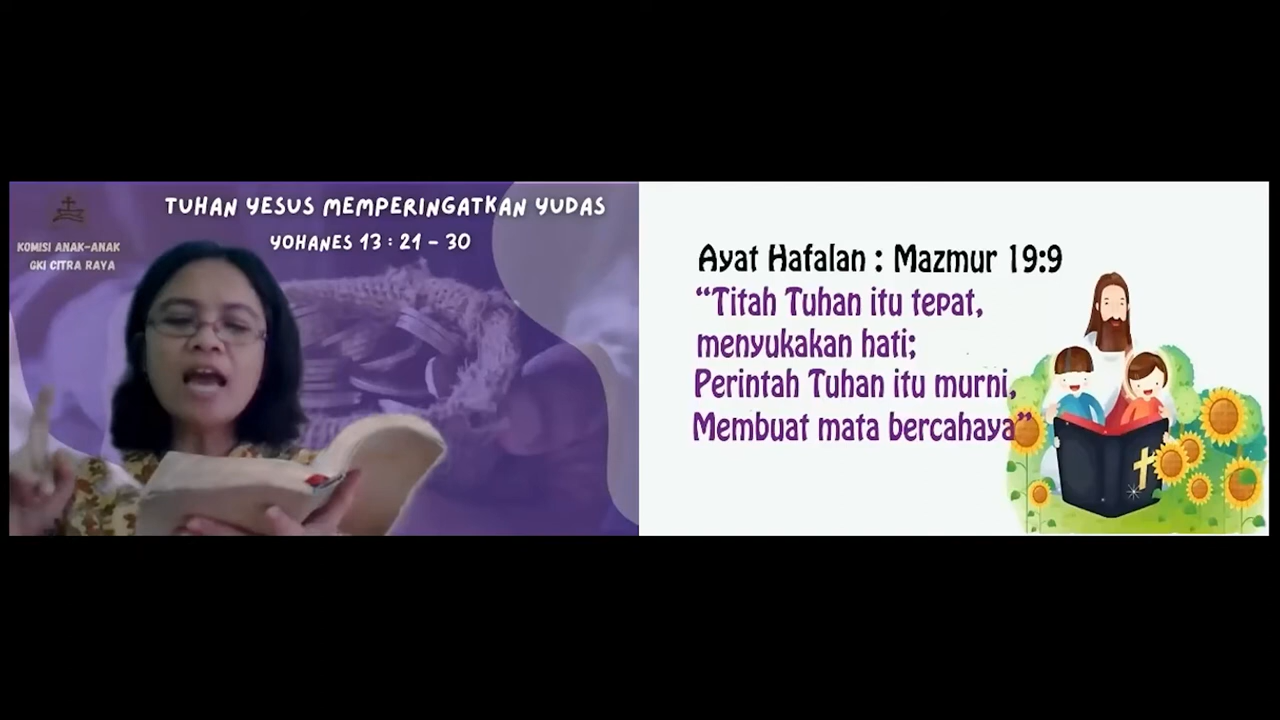 TUHAN YESUS MEMPERINGATKAN YUDAS
YOHANES 13 : 21 - 30
KOMISI ANAK-ANAK
GKI CITRA RAYA
Ayat Hafalan : Mazmur 19:9
“Titah Tuhan itu tepat,
menyukakan hati;
Perintah Tuhan itu murni,
Membuat mata bercahaya”